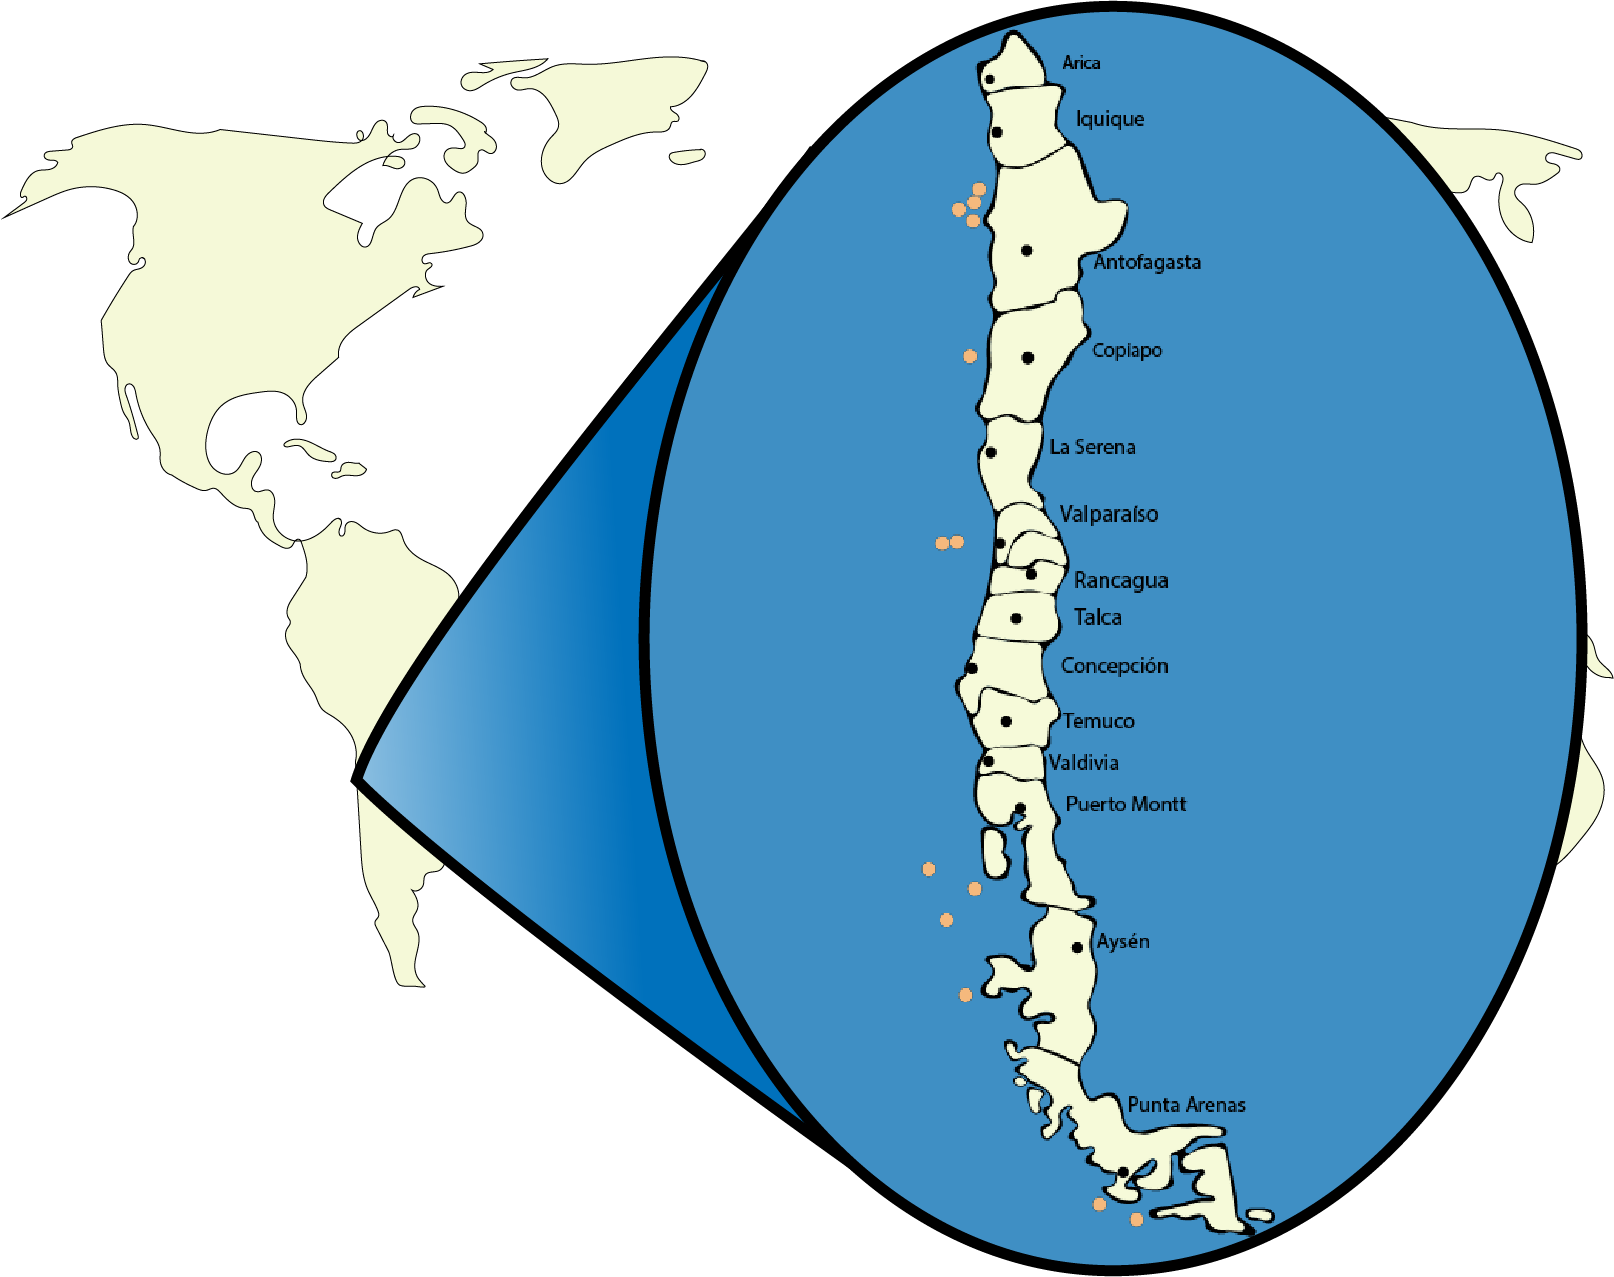 Arica
Iquique
Antofagasta
Copiapo
La Serena
Valparaíso
Rancagua
Talca
Concepción
Temuco
Valdivia
Puerto Montt
Aysén
Punta Arenas